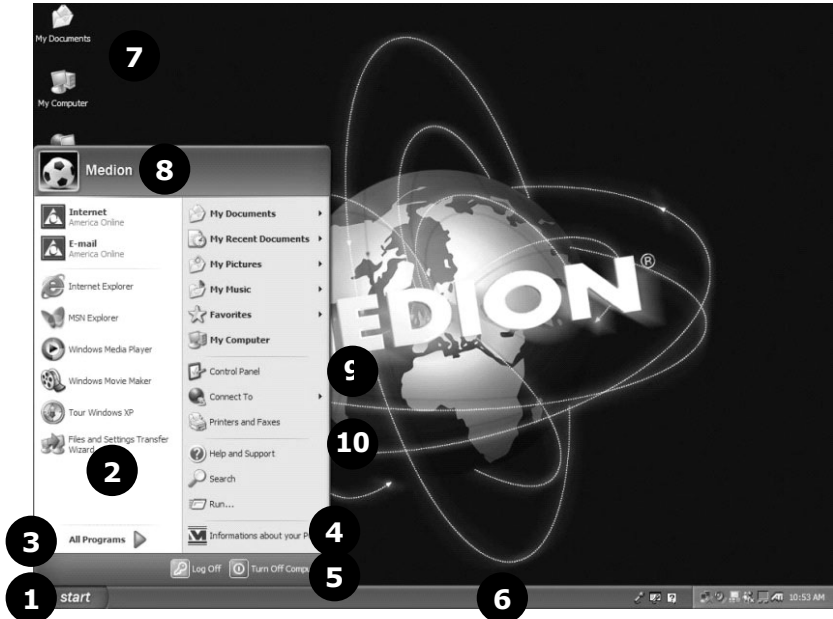 My Documents
7
My Computer
Medion
8
Internet
America Online
E-mail
America Online
Internet Explorer
MSN Explorer
Windows Media Player
Windows Movie Maker
Tour Windows XP
Files and Settings Transfer
Wizard
2
All Programs
3
My Documents
My Recent Documents
My Pictures
My Music
Favorites
My Computer
Control Panel
9
Connect To
Printers and Faxes
10
Help and Support
Search
Run...
Informations about your P
4
Log Off
Turn Off Compu
5
1
start
6
10:53 AM
EDION®